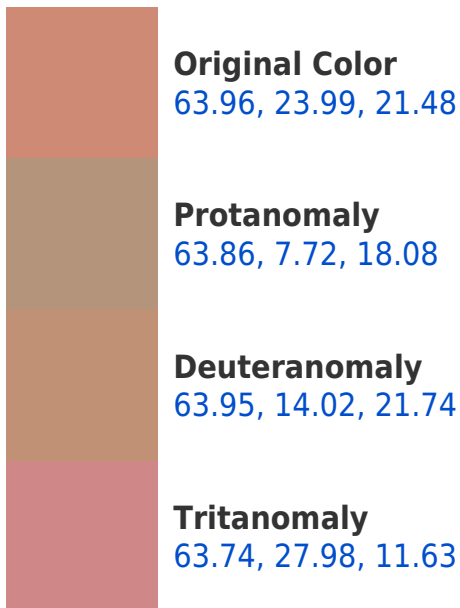 Original Color
63.96, 23.99, 21.48
Protanomaly
63.86, 7.72, 18.08
Deuteranomaly
63.95, 14.02, 21.74
Tritanomaly
63.74, 27.98, 11.63